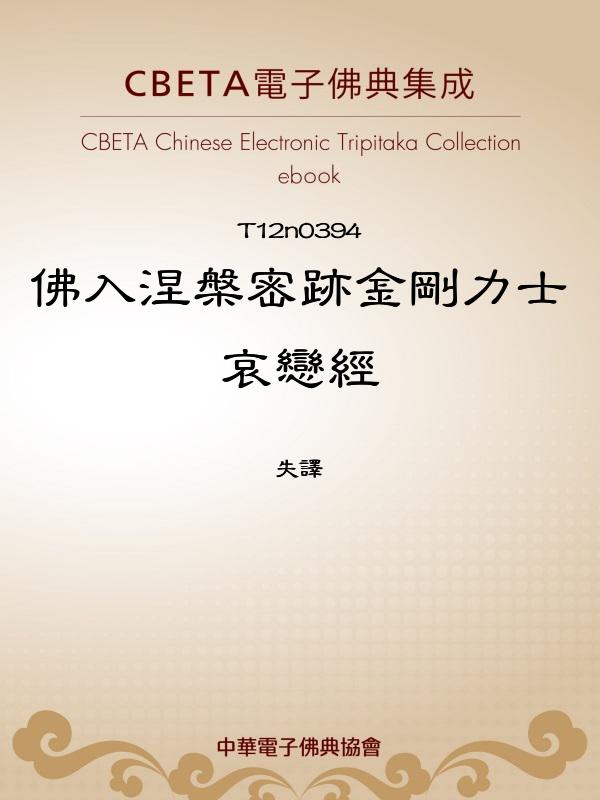 CBETA電子佛典集成
CBETA Chinese Electronic Tripitaka Collection
ebook
T12n0394
佛入涅槃密跡金剛力士
哀戀經
失譯
中華電子佛典協會